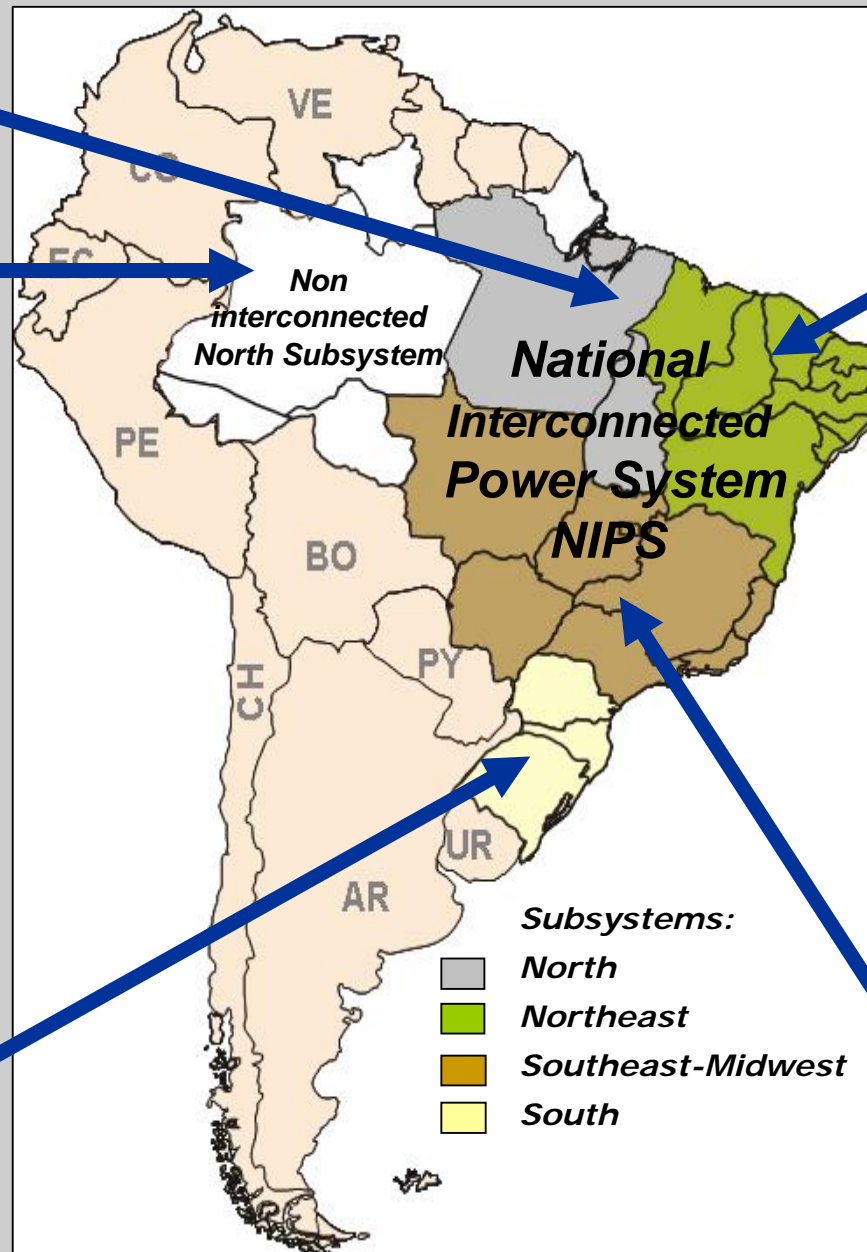 VE
CO
EC
Non
interconnected
North Subsystem
National
Interconnected
Power System
NIPS
PE
BO
PY
CH
UR
AR
Subsystems:
North
Northeast
Southeast-Midwest
South